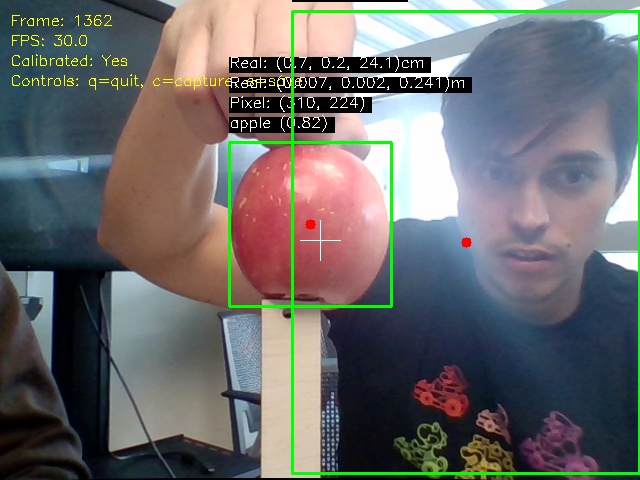 Frame: 1362
FPS: 30.0
Calibrated: Yes
Controls: q=quit, c=capture, s=save
Real: (0.7, 0.2, 24.1)cm
Real: (0.007, 0.002, 0.241)m
Pixel: (310, 224)
apple (0.82)